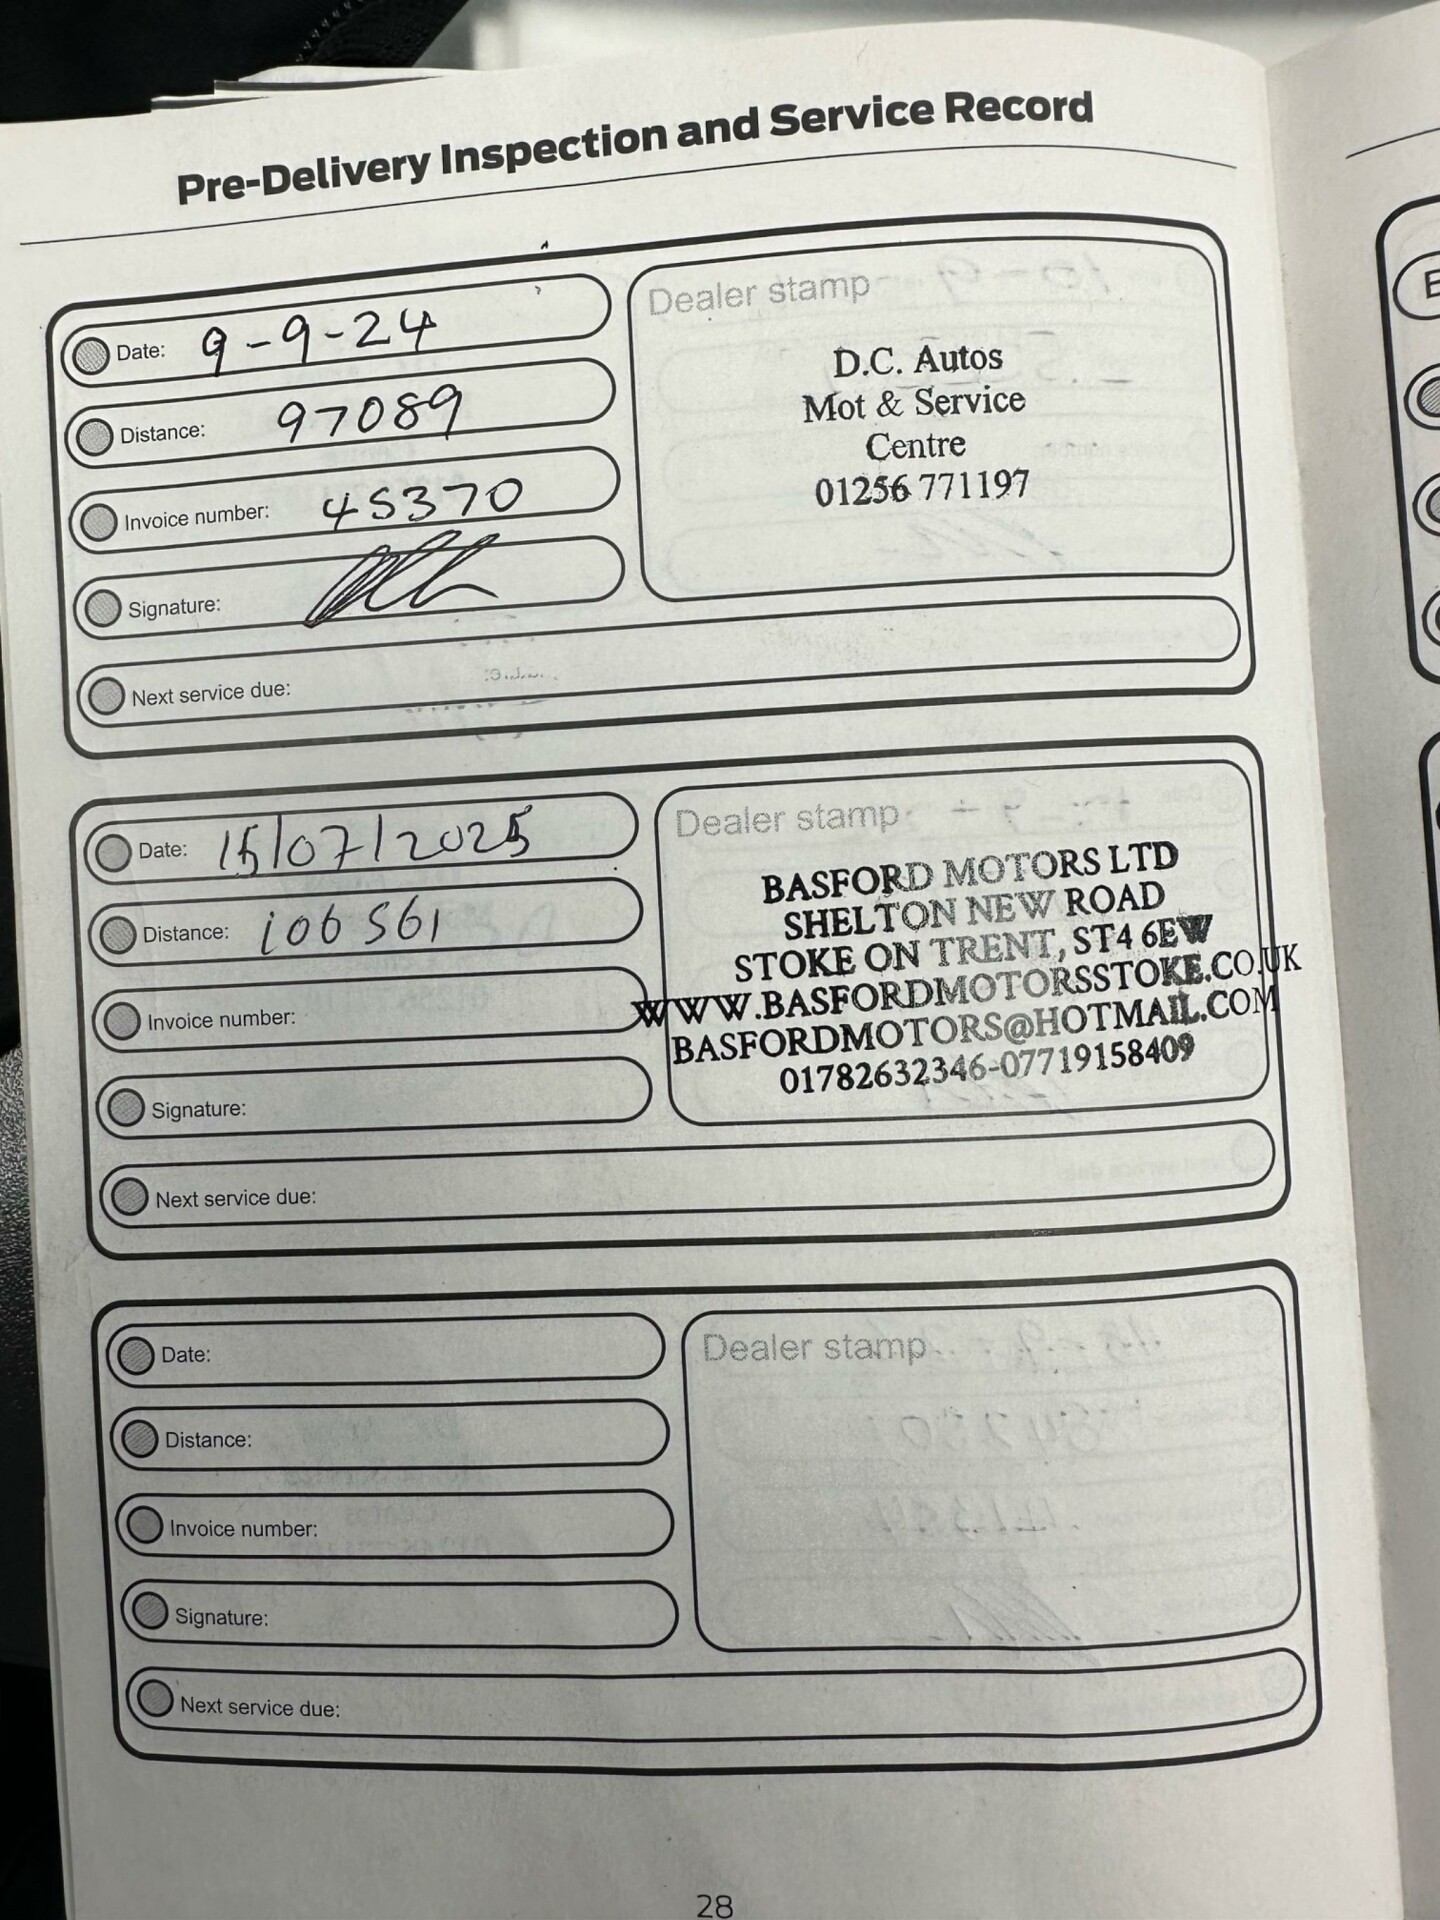 Pre-Delivery Inspection and Service Record
Date: 9-9-24
Distance: 97089
Invoice number: 45370
Signature:
Next service due:
Dealer stamp
D.C. Autos
Mot & Service
Centre
01256 771197
Date: 15/07/2025
Distance: 106561
Invoice number:
Signature:
Next service due:
Dealer stamp
BASFORD MOTORS LTD
SHELTON NEW ROAD
STOKE ON TRENT, ST4 6EW
WWW.BASFORDMOTORSSTOKE.CO.UK
BASFORDMOTORS@HOTMAIL.COM
01782632346-07719158409
Date:
Distance:
Invoice number:
Signature:
Next service due:
Dealer stamp
28